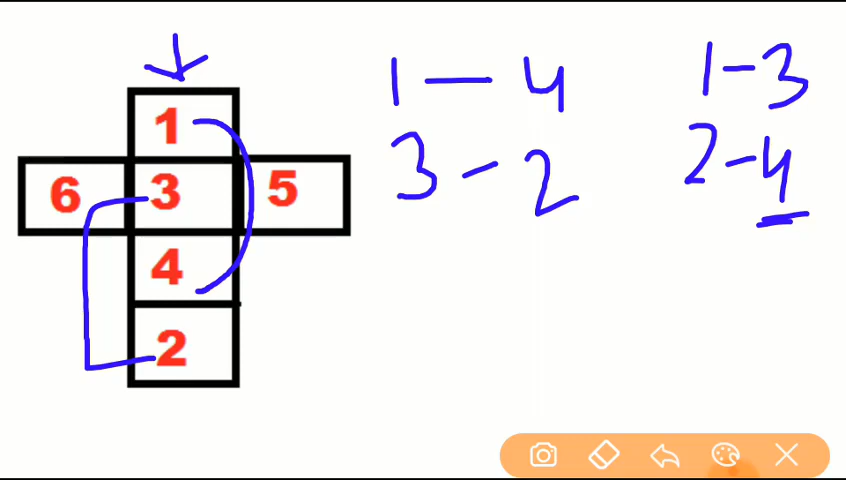 1
6 3 5
4
2
1 — 4
3 - 2
1 - 3
2 - 4